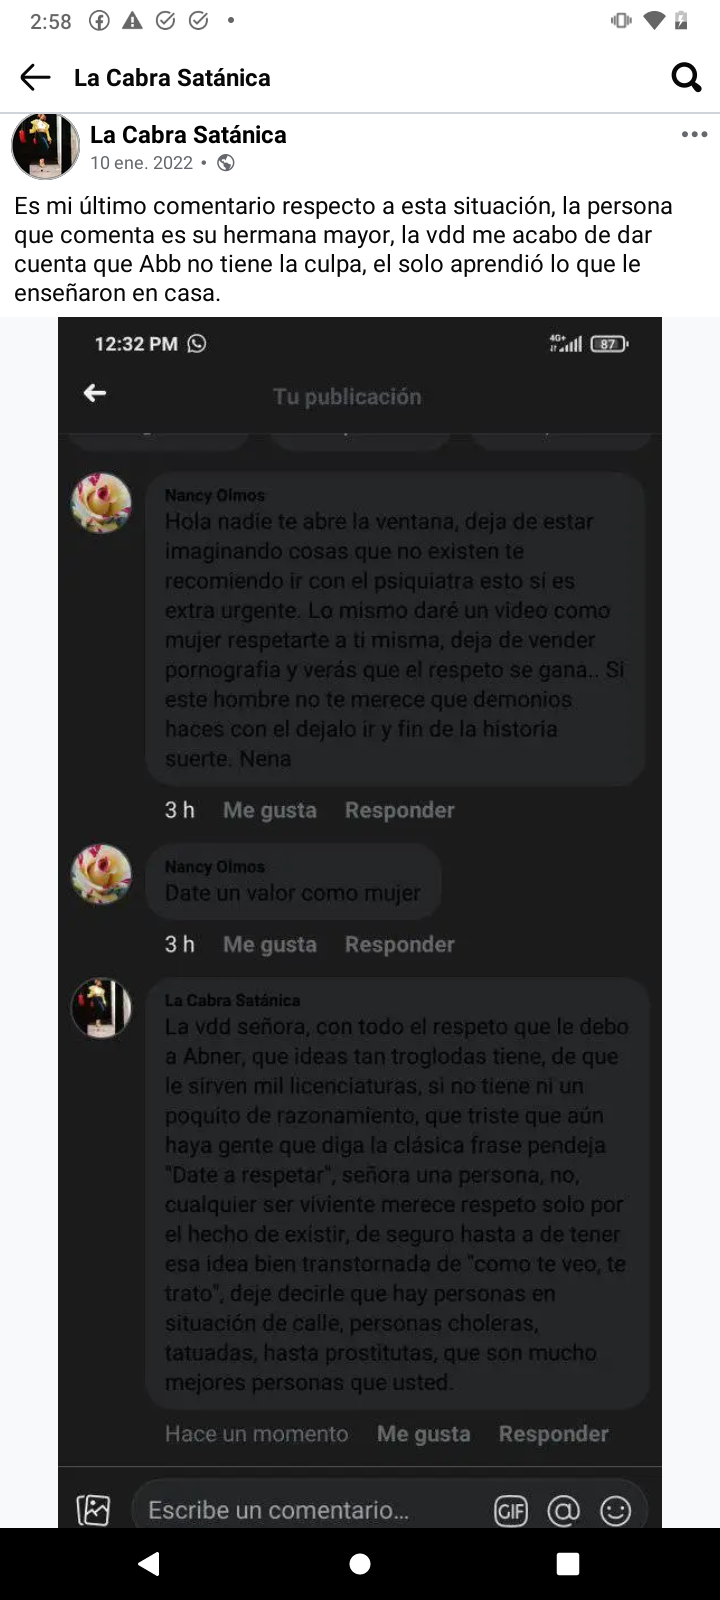 2:58
La Cabra Satánica
La Cabra Satánica
10 ene. 2022 •
Es mi último comentario respecto a esta situación, la persona
que comenta es su hermana mayor, la vdd me acabo de dar
cuenta que Abb no tiene la culpa, el solo aprendió lo que le
enseñaron en casa.
12:32 PM
4G+
87
Tu publicación
Nancy Olmos
Hola nadie te abre la ventana, deja de estar
imaginando cosas que no existen te
recomiendo ir con el psiquiatra esto sí es
extra urgente. Lo mismo daré un video como
mujer respetarte a ti misma, deja de vender
pornografia y verás que el respeto se gana.. Si
este hombre no te merece que demonios
haces con el dejalo ir y fin de la historia
suerte. Nena
3 h Me gusta Responder
Nancy Olmos
Date un valor como mujer
3 h Me gusta Responder
La Cabra Satánica
La vdd señora, con todo el respeto que le debo
a Abner, que ideas tan troglodas tiene, de que
le sirven mil licenciaturas, si no tiene ni un
poquito de razonamiento, que triste que aún
haya gente que diga la clásica frase pendeja
"Date a respetar", señora una persona, no,
cualquier ser viviente merece respeto solo por
el hecho de existir, de seguro hasta a de tener
esa idea bien transtornada de "como te veo, te
trato", deje decirle que hay personas en
situación de calle, personas choleras,
tatuadas, hasta prostitutas, que son mucho
mejores personas que usted.
Hace un momento Me gusta Responder
Escribe un comentario...
GIF